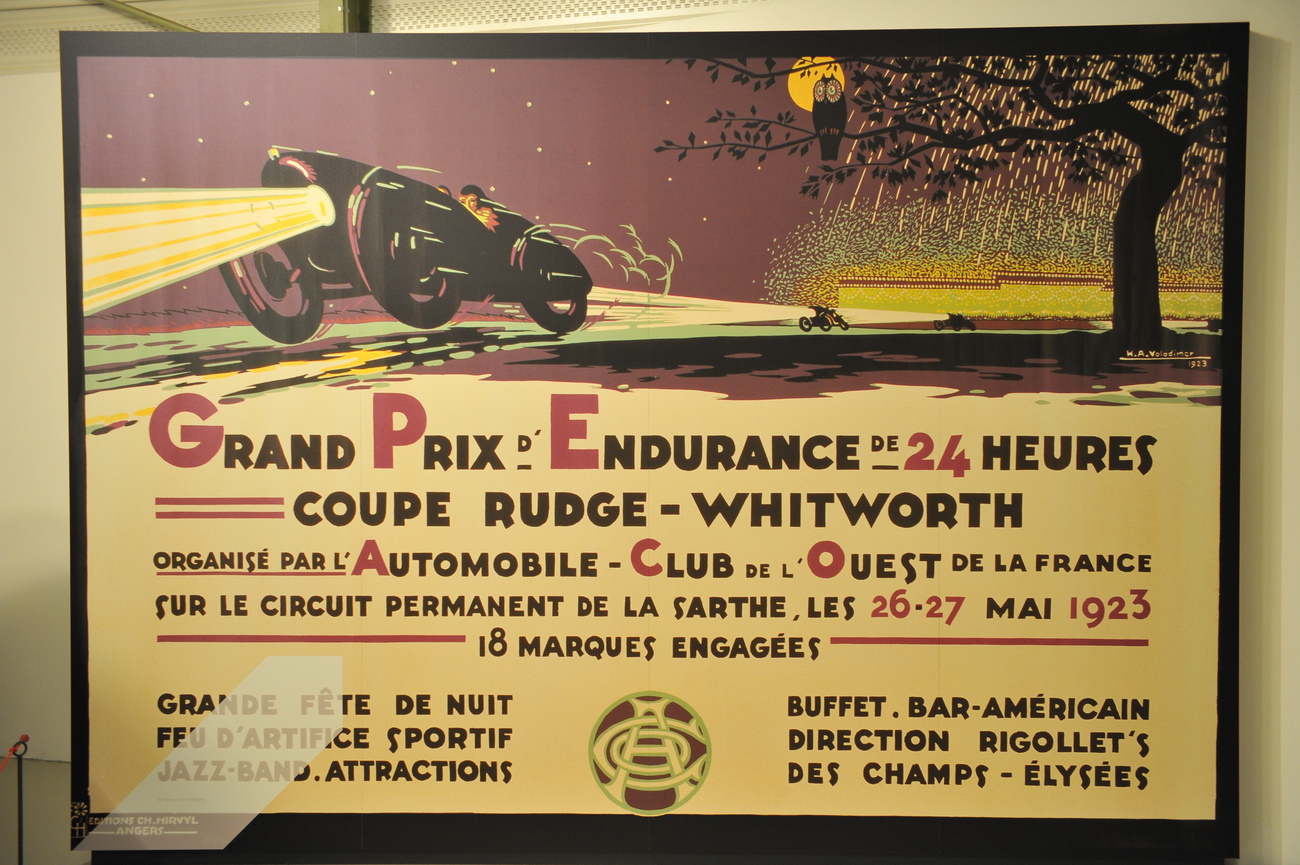 H.A. Volodimer
1923
GRAND PRIX D'ENDURANCE DE 24 HEURES
COUPE RUDGE - WHITWORTH
ORGANISÉ PAR L'AUTOMOBILE - CLUB DE L'OUEST DE LA FRANCE
SUR LE CIRCUIT PERMANENT DE LA SARTHE, LES 26-27 MAI 1923
18 MARQUES ENGAGÉES
GRANDE FÊTE DE NUIT
FEU D'ARTIFICE SPORTIF
JAZZ-BAND. ATTRACTIONS
BUFFET. BAR-AMÉRICAIN
DIRECTION RIGOLLET'S
DES CHAMPS - ÉLYSÉES
EDITIONS CH. HIRVYL
ANGERS